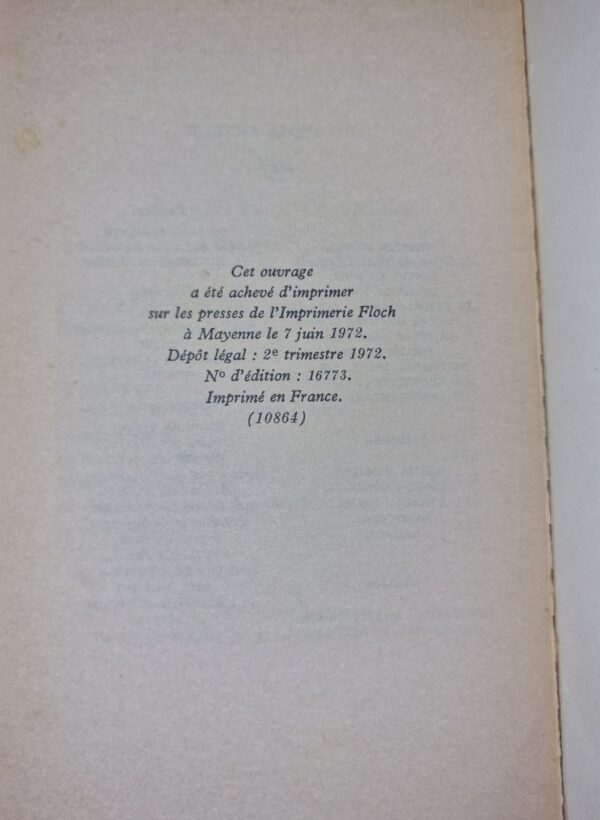 Cet ouvrage
a été achevé d'imprimer
sur les presses de l'Imprimerie Floch
à Mayenne le 7 juin 1972.
Dépôt légal : 2e trimestre 1972.
No d'édition : 16773.
Imprimé en France.
(10864)